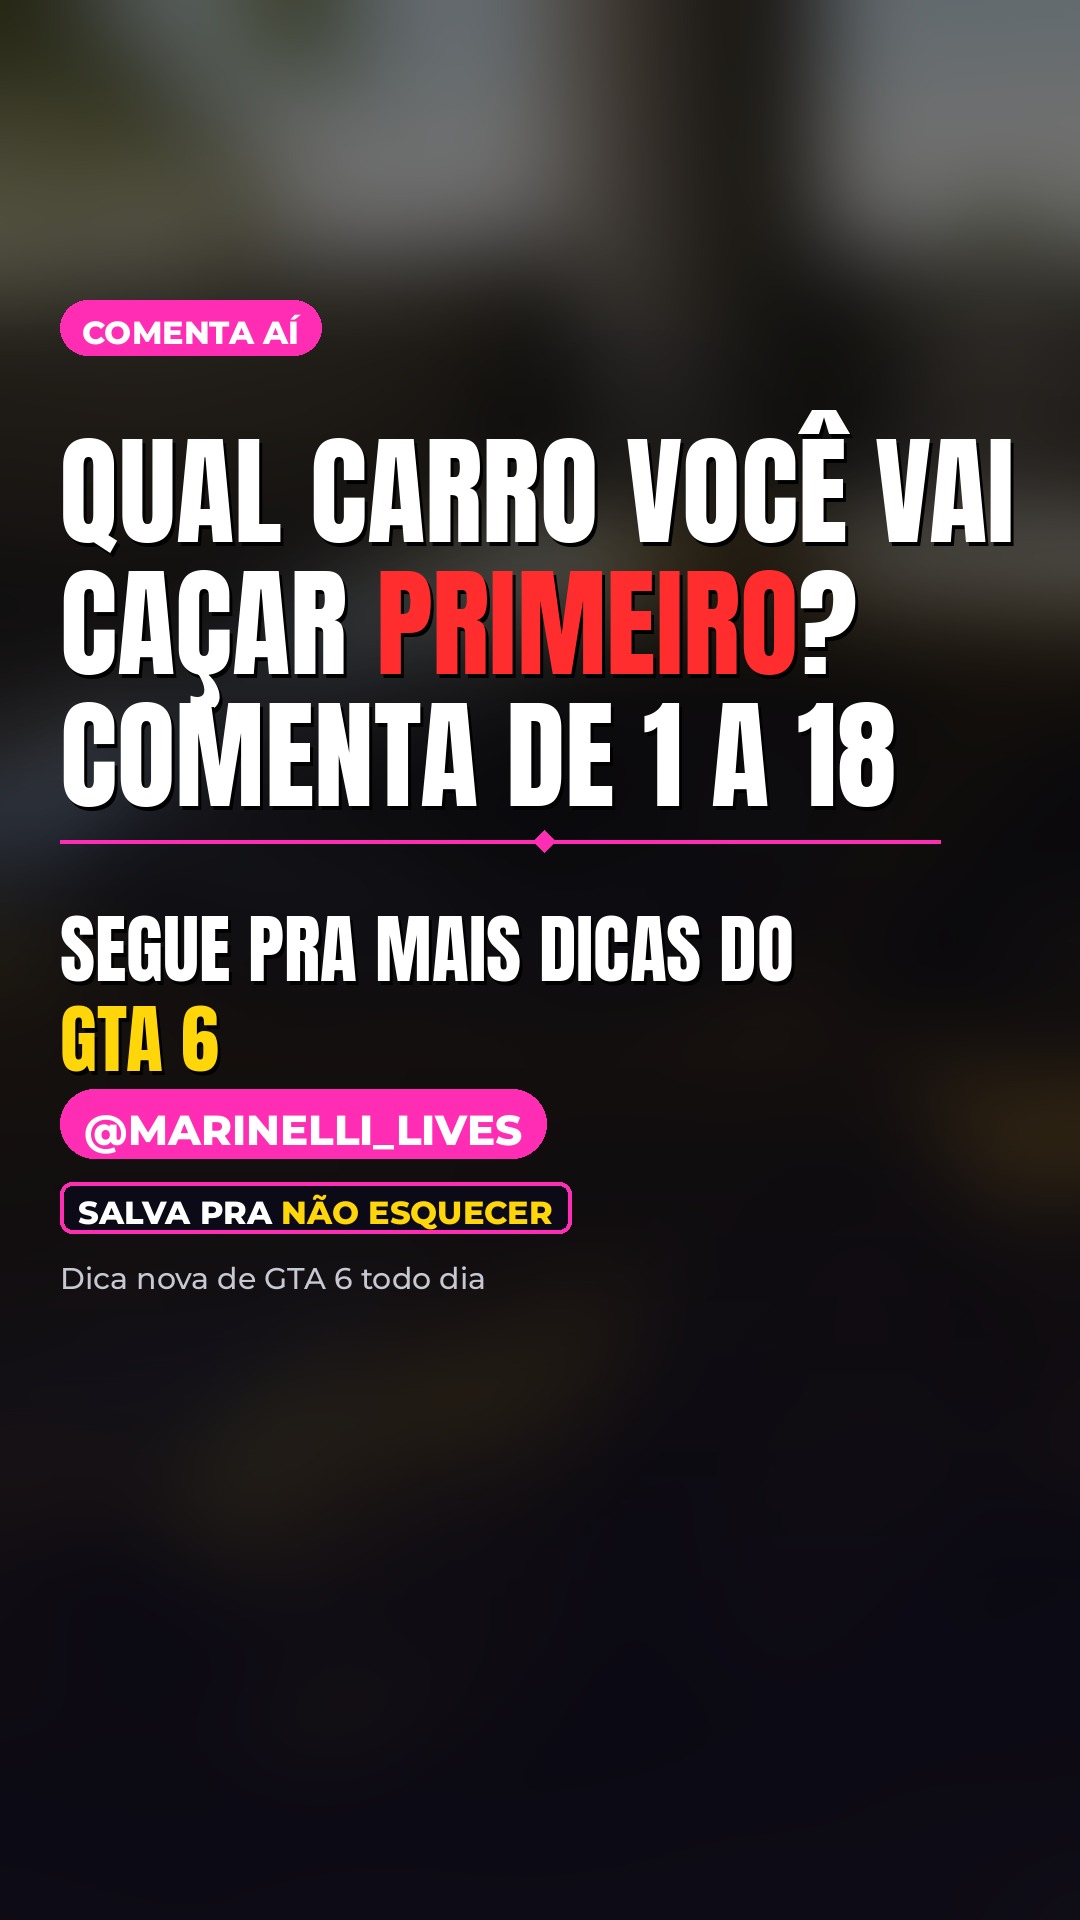 COMENTA AÍ
QUAL CARRO VOCÊ VAI
CAÇAR PRIMEIRO?
COMENTA DE 1 A 18
SEGUE PRA MAIS DICAS DO
GTA 6
@MARINELLI_LIVES
SALVA PRA NÃO ESQUECER
Dica nova de GTA 6 todo dia